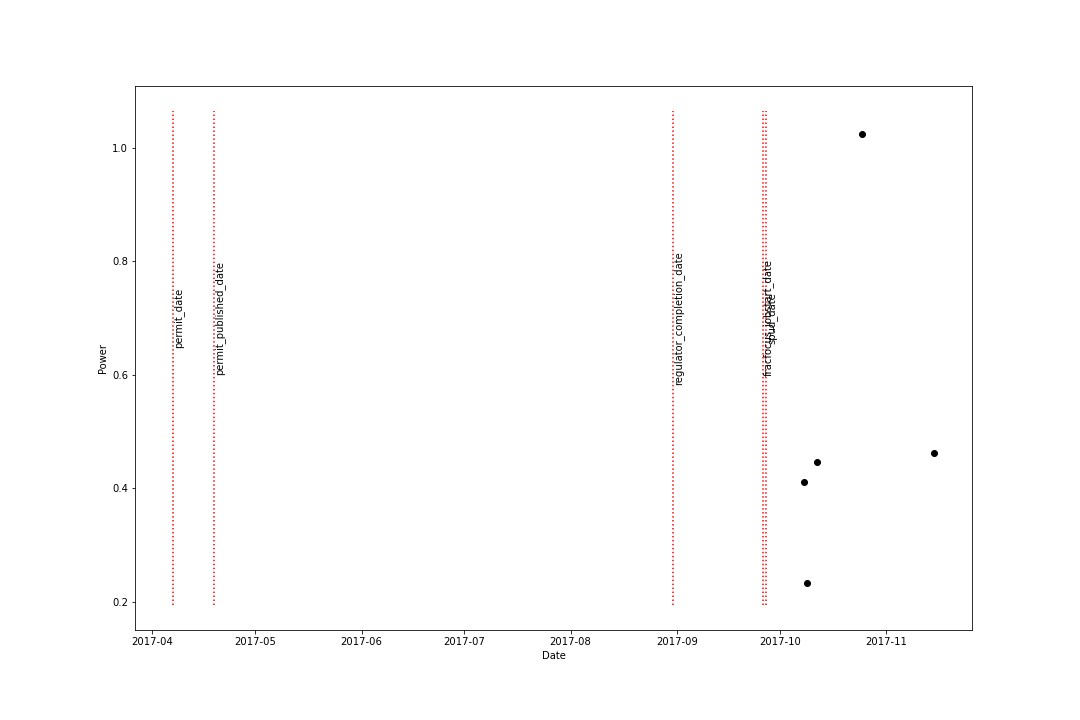 1.0
0.8
0.6
0.4
0.2
Power
permit_date
permit_published_date
regulator_completion_date
fracfocus_jobstart_date
spud_date
2017-04 2017-05 2017-06 2017-07 2017-08 2017-09 2017-10 2017-11
Date